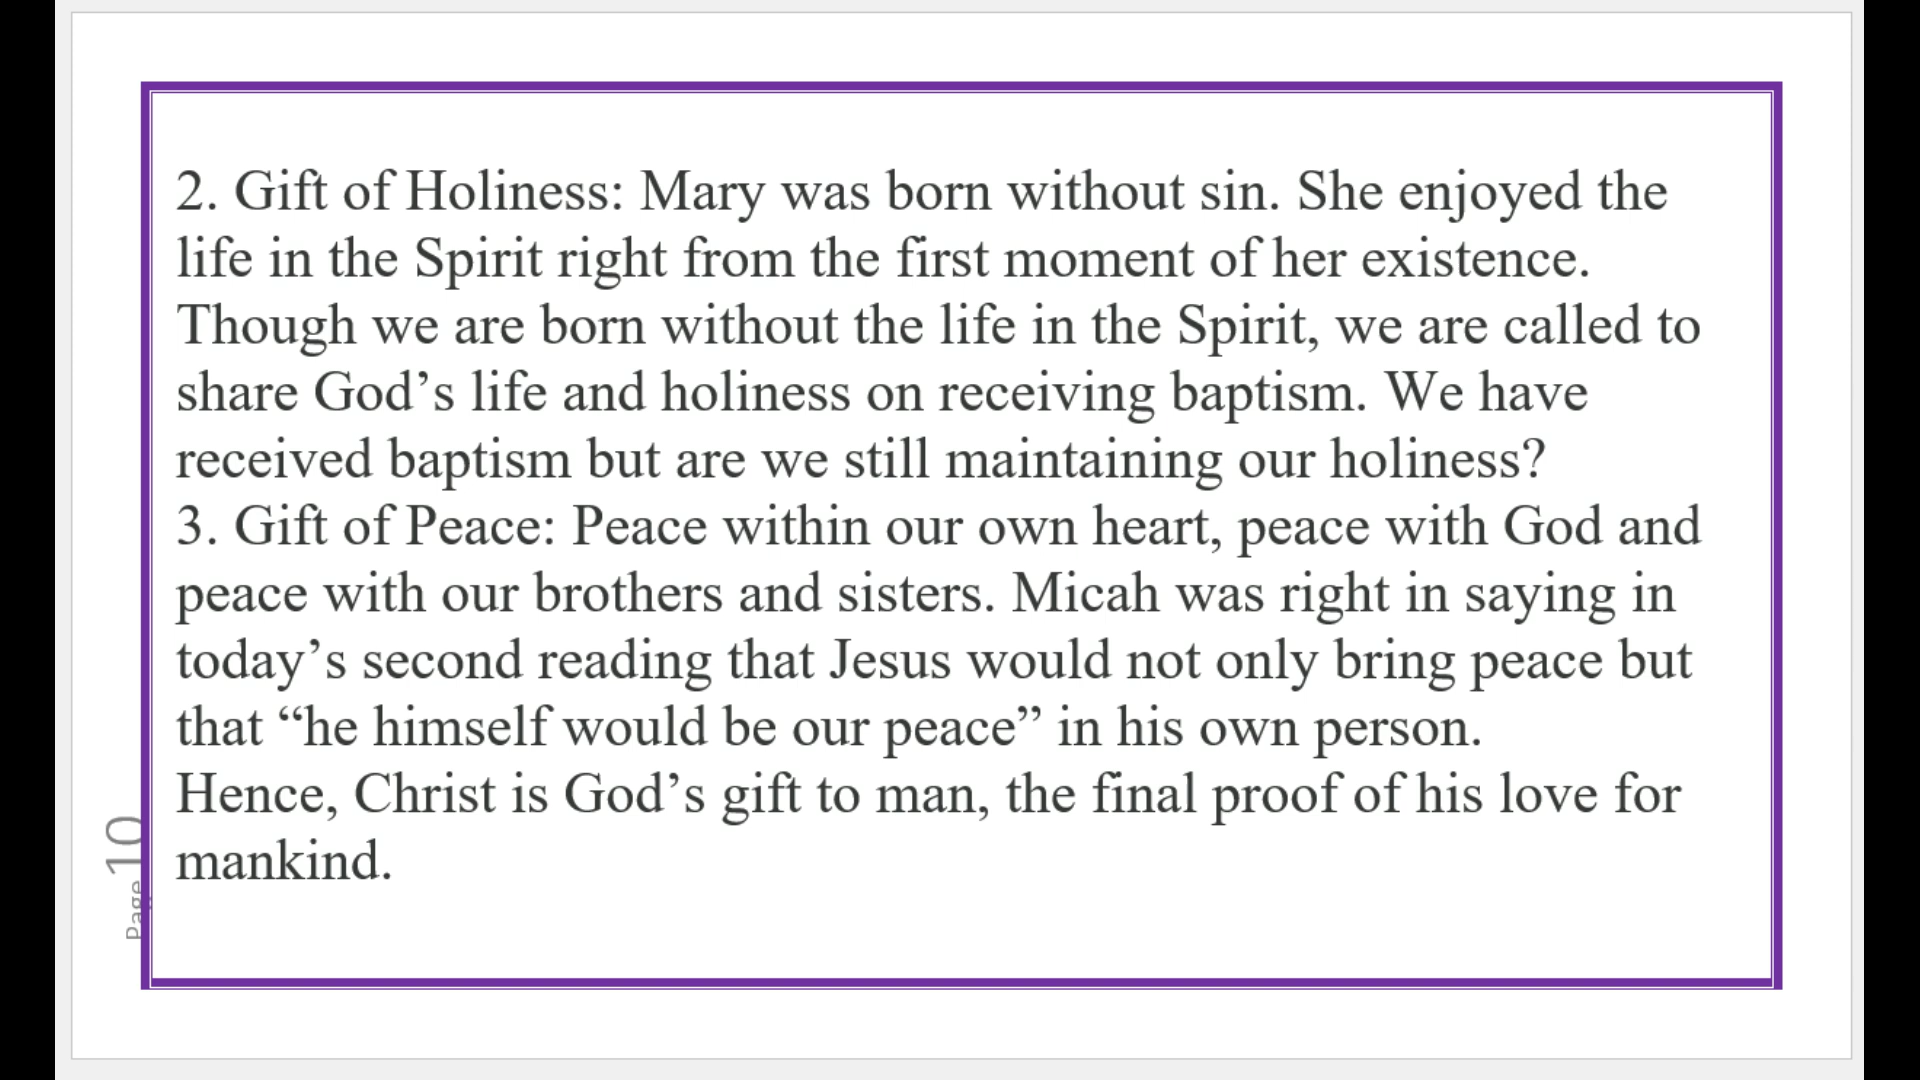 2. Gift of Holiness: Mary was born without sin. She enjoyed the
life in the Spirit right from the first moment of her existence.
Though we are born without the life in the Spirit, we are called to
share God’s life and holiness on receiving baptism. We have
received baptism but are we still maintaining our holiness?
3. Gift of Peace: Peace within our own heart, peace with God and
peace with our brothers and sisters. Micah was right in saying in
today’s second reading that Jesus would not only bring peace but
that “he himself would be our peace” in his own person.
Hence, Christ is God’s gift to man, the final proof of his love for
mankind.
Page 10